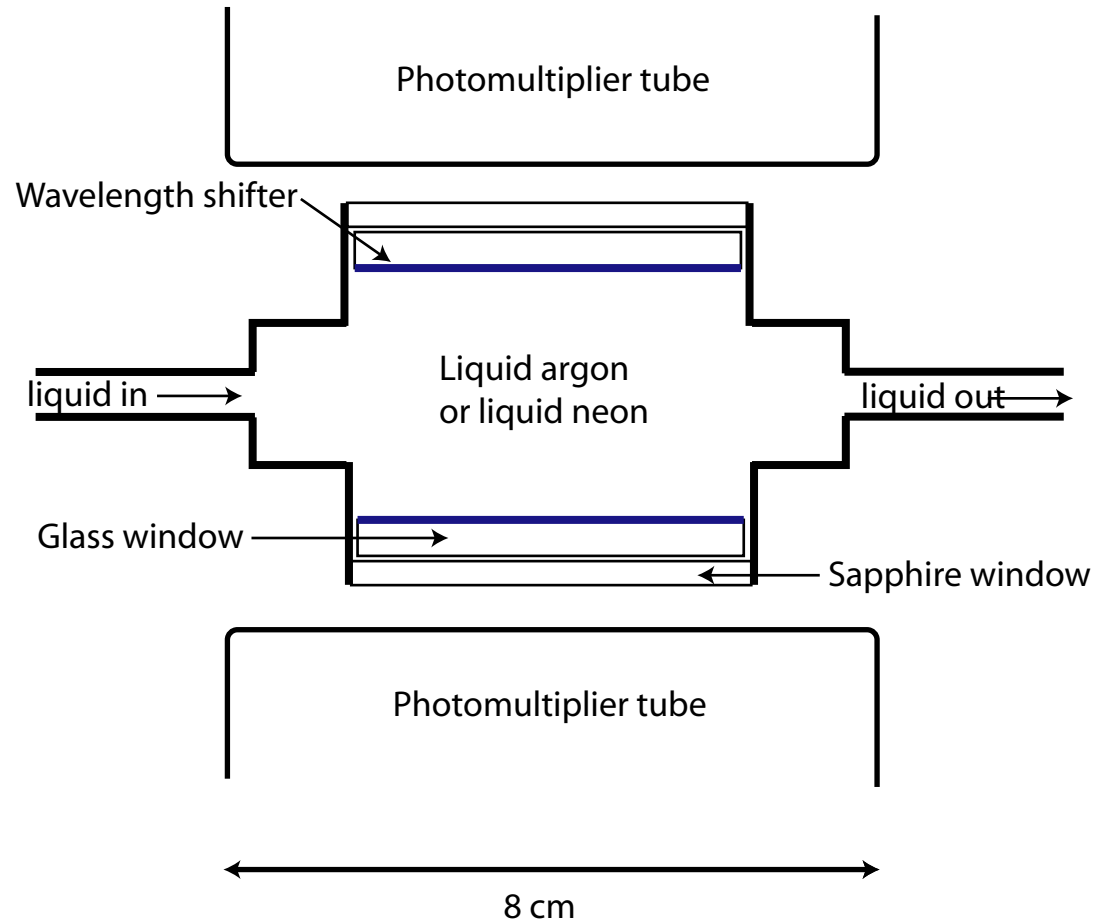 Photomultiplier tube
Wavelength shifter
Liquid argon
or liquid neon
liquid in
liquid out
Glass window
Sapphire window
Photomultiplier tube
8 cm